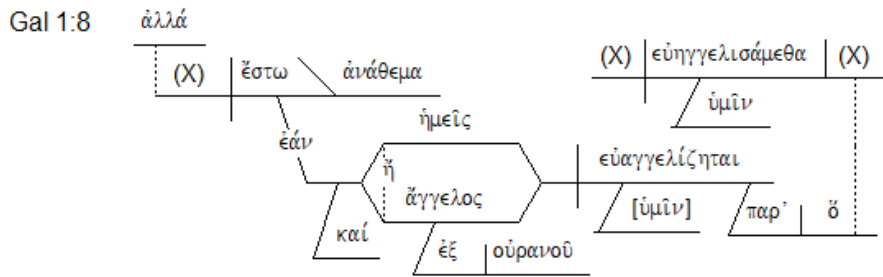 Gal 1:8
ἀλλά
(X) ἔστω ἀνάθεμα
(X) εὐηγγελισάμεθα (X)
ὑμῖν
ἐάν
ἡμεῖς
ἤ
ἄγγελος
εὐαγγελίζηται
καί
ἐξ οὐρανοῦ
[ὑμῖν]
παρ’ ὅ